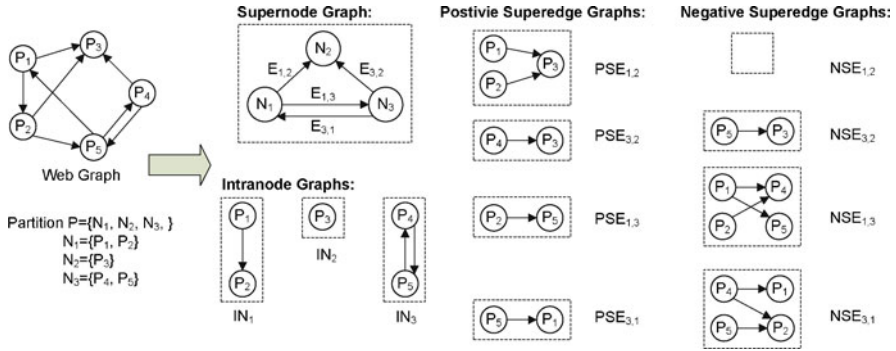 Supernode Graph:
Postivie Superedge Graphs:
Negative Superedge Graphs:
P1
P3
P2
P4
P5
Web Graph
N2
E1,2
E3,2
N1
E1,3
N3
E3,1
P1
P2
P3
PSE1,2
NSE1,2
P4
P3
PSE3,2
P5
P3
NSE3,2
Intranode Graphs:
P1
P2
IN1
P3
IN2
P4
P5
IN3
P2
P5
PSE1,3
P1
P4
P2
P5
NSE1,3
Partition P={N1, N2, N3, }
N1={P1, P2}
N2={P3}
N3={P4, P5}
P5
P1
PSE3,1
P4
P1
P5
P2
NSE3,1